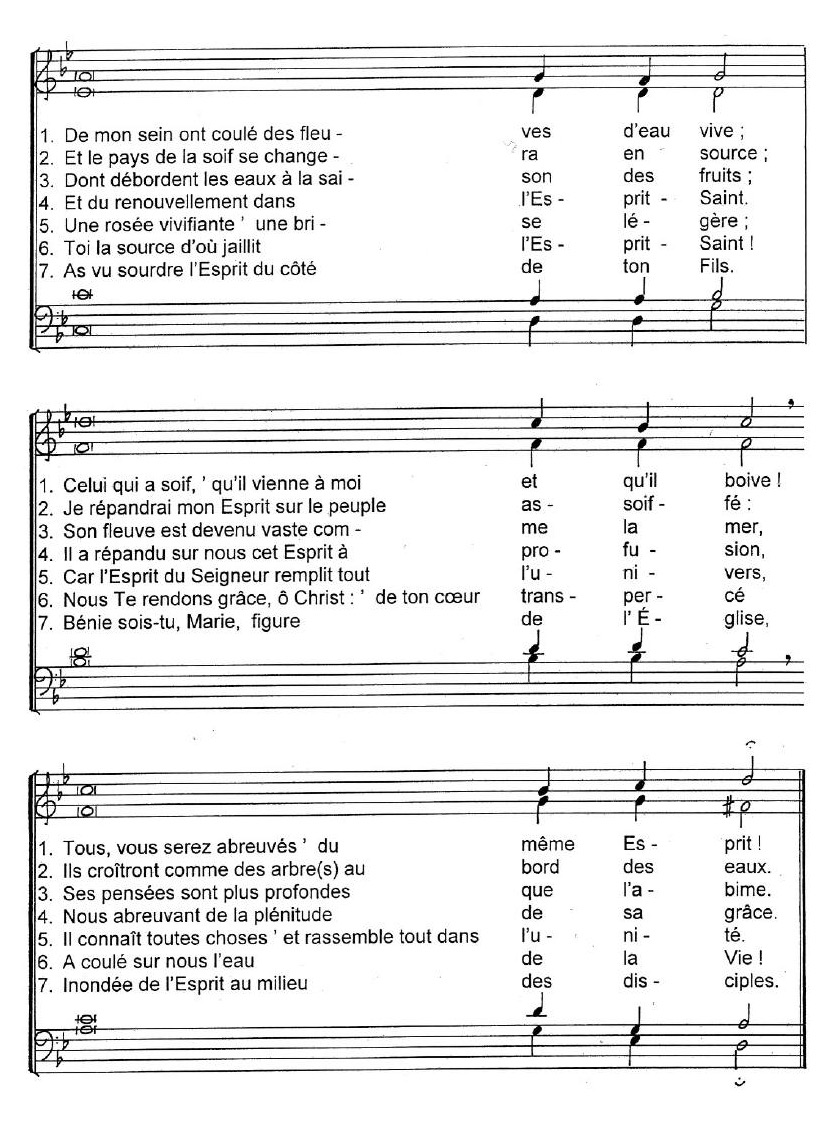 1. De mon sein ont coulé des fleu - ves d'eau vive ;
2. Et le pays de la soif se change - ra en source ;
3. Dont débordent les eaux à la sai - son des fruits ;
4. Et du renouvellement dans l'Es - prit - Saint.
5. Une rosée vivifiante ' une bri - se lé - gère ;
6. Toi la source d'où jaillit l'Es - prit - Saint !
7. As vu sourdre l'Esprit du côté de ton Fils.
1. Celui qui a soif, ' qu'il vienne à moi et qu'il boive !
2. Je répandrai mon Esprit sur le peuple as - soif - fé :
3. Son fleuve est devenu vaste com - me la mer,
4. Il a répandu sur nous cet Esprit à pro - fu - sion,
5. Car l'Esprit du Seigneur remplit tout l'u - ni - vers,
6. Nous Te rendons grâce, ô Christ : ' de ton cœur trans - per - cé
7. Bénie sois-tu, Marie, figure de l' É - glise,
1. Tous, vous serez abreuvés ' du même Es - prit !
2. Ils croîtront comme des arbre(s) au bord des eaux.
3. Ses pensées sont plus profondes que l'a - bime.
4. Nous abreuvant de la plénitude de sa grâce.
5. Il connaît toutes choses ' et rassemble tout dans l'u - ni - té.
6. A coulé sur nous l'eau de la Vie !
7. Inondée de l'Esprit au milieu des dis - ciples.